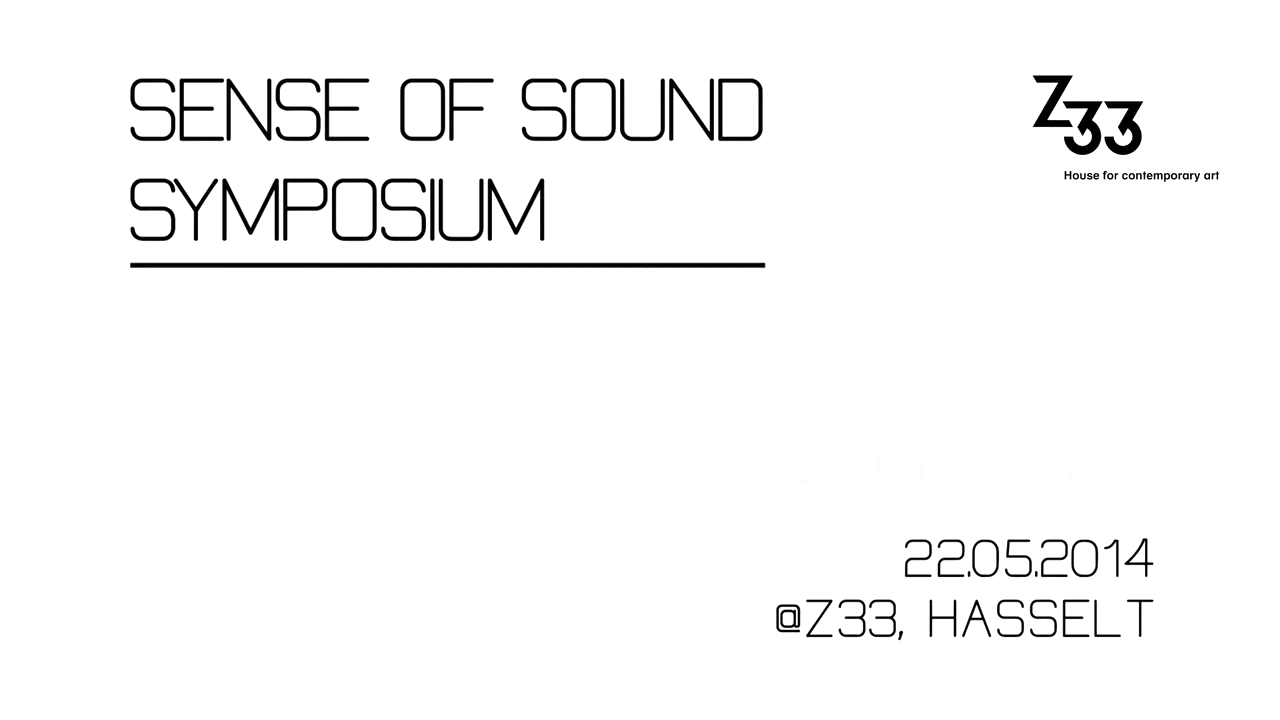 SENSE OF SOUND
SYMPOSIUM
Z33
House for contemporary art
22.05.2014
@Z33, HASSELT